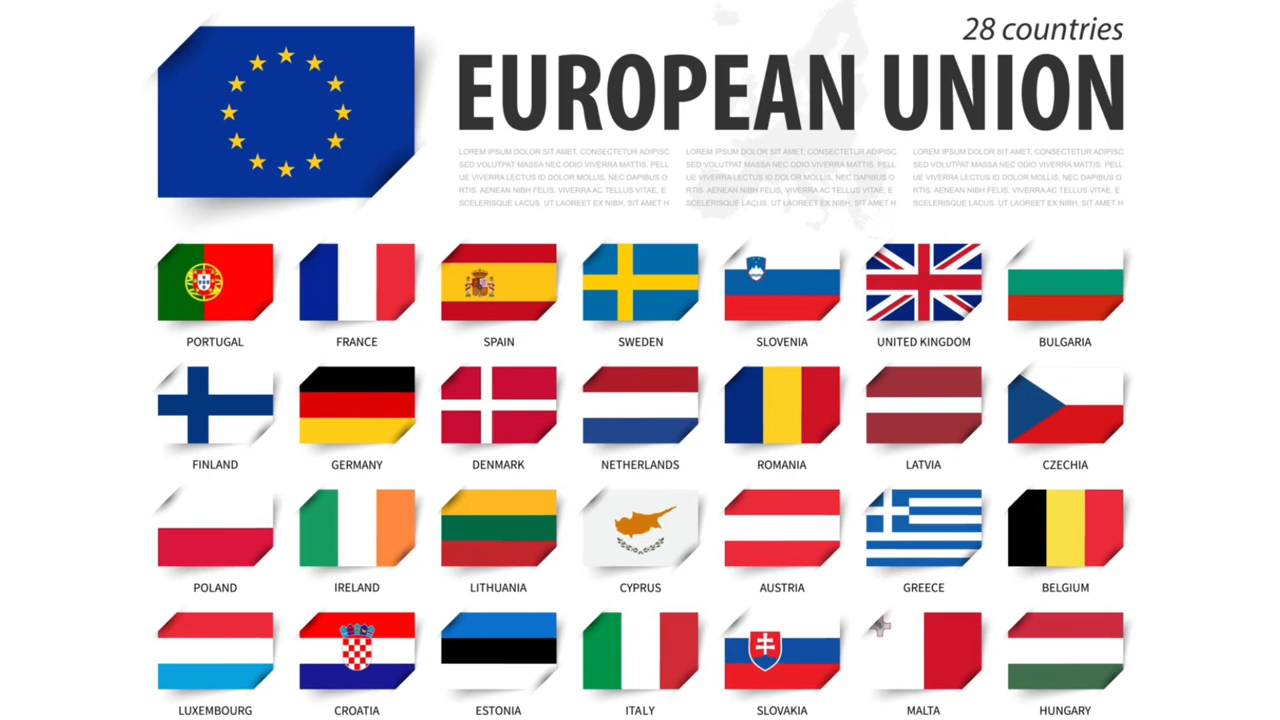 28 countries
EUROPEAN UNION
LOREM IPSUM DOLOR SIT AMET, CONSECTETUR ADIPISC
SED VOLUTPAT MASSA NEC ODIO VIVERRA MATTIS. PELL
UE VIVERRA LECTUS ID DOLOR MOLLIS, NEC DAPIBUS O
RTIS. AENEAN NIBH FELIS, VIVERRA AC TELLUS VITAE, E
SCELERISQUE LACUS. UT LAOREET EX NIBH, SIT AMET H
LOREM IPSUM DOLOR SIT AMET, CONSECTETUR ADIPISC
SED VOLUTPAT MASSA NEC ODIO VIVERRA MATTIS. PELL
UE VIVERRA LECTUS ID DOLOR MOLLIS, NEC DAPIBUS O
RTIS. AENEAN NIBH FELIS, VIVERRA AC TELLUS VITAE, E
SCELERISQUE LACUS. UT LAOREET EX NIBH, SIT AMET H
LOREM IPSUM DOLOR SIT AMET, CONSECTETUR ADIPISC
SED VOLUTPAT MASSA NEC ODIO VIVERRA MATTIS. PELL
UE VIVERRA LECTUS ID DOLOR MOLLIS, NEC DAPIBUS O
RTIS. AENEAN NIBH FELIS, VIVERRA AC TELLUS VITAE, E
SCELERISQUE LACUS. UT LAOREET EX NIBH, SIT AMET H
PORTUGAL FRANCE SPAIN SWEDEN SLOVENIA UNITED KINGDOM BULGARIA
FINLAND GERMANY DENMARK NETHERLANDS ROMANIA LATVIA CZECHIA
POLAND IRELAND LITHUANIA CYPRUS AUSTRIA GREECE BELGIUM
LUXEMBOURG CROATIA ESTONIA ITALY SLOVAKIA MALTA HUNGARY